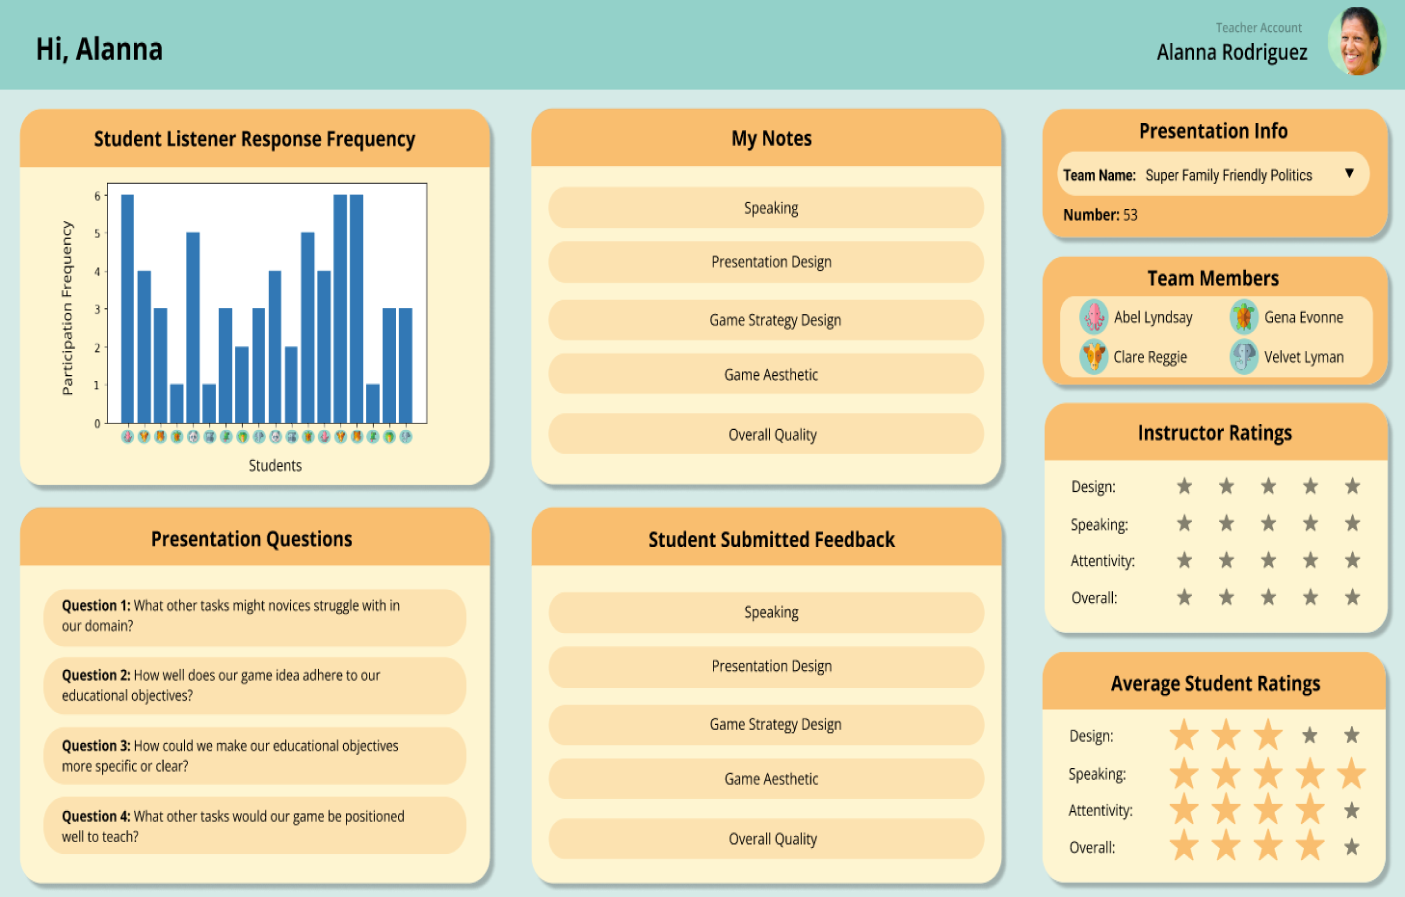 Hi, Alanna
Teacher Account
Alanna Rodriguez
Student Listener Response Frequency
Participation Frequency
6
5
4
3
2
1
0
Students
My Notes
Speaking
Presentation Design
Game Strategy Design
Game Aesthetic
Overall Quality
Presentation Info
Team Name: Super Family Friendly Politics
Number: 53
Team Members
Abel Lyndsay
Gena Evonne
Clare Reggie
Velvet Lyman
Instructor Ratings
Design:
Speaking:
Attentivity:
Overall:
Presentation Questions
Question 1: What other tasks might novices struggle with in
our domain?
Question 2: How well does our game idea adhere to our
educational objectives?
Question 3: How could we make our educational objectives
more specific or clear?
Question 4: What other tasks would our game be positioned
well to teach?
Student Submitted Feedback
Speaking
Presentation Design
Game Strategy Design
Game Aesthetic
Overall Quality
Average Student Ratings
Design:
Speaking:
Attentivity:
Overall: